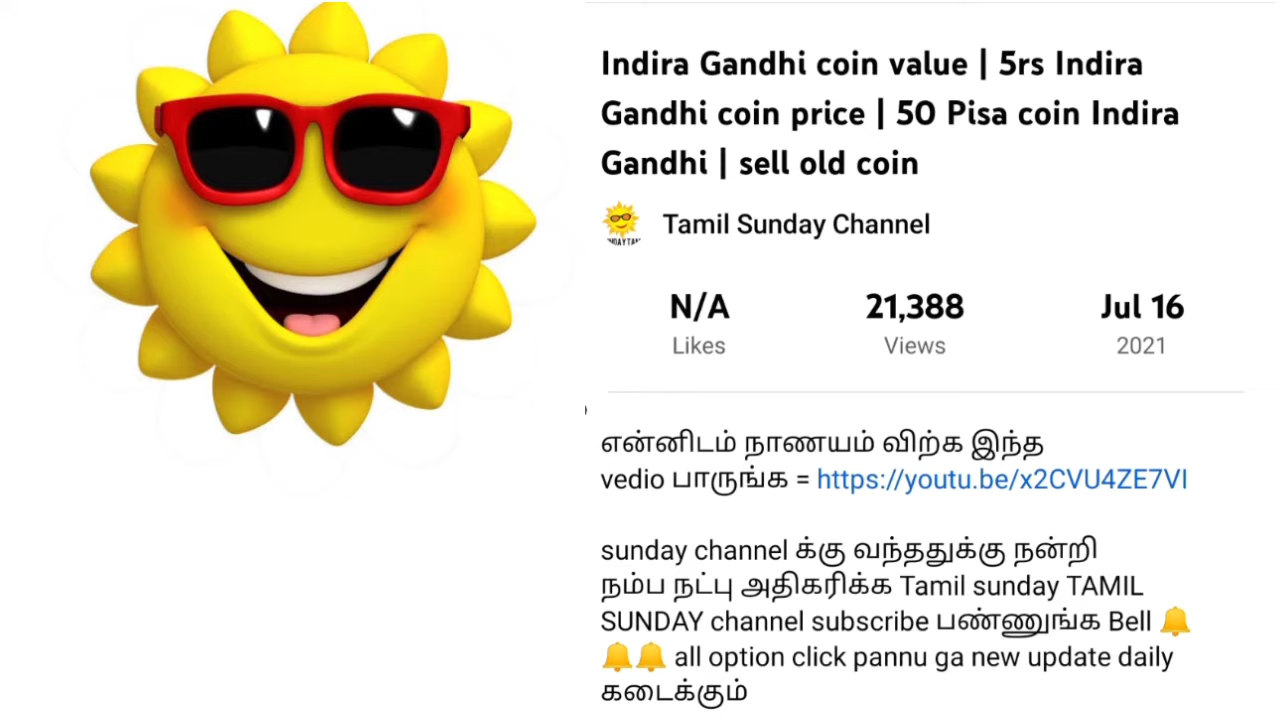 Indira Gandhi coin value | 5rs Indira
Gandhi coin price | 50 Pisa coin Indira
Gandhi | sell old coin
Tamil Sunday Channel
N/A 21,388 Jul 16
Likes Views 2021
என்னிடம் நாணயம் விற்க இந்த
vedio பாருங்க = https://youtu.be/x2CVU4ZE7VI
sunday channel க்கு வந்ததுக்கு நன்றி
நம்ப நட்பு அதிகரிக்க Tamil sunday TAMIL
SUNDAY channel subscribe பண்ணுங்க Bell 🔔
🔔🔔 all option click pannu ga new update daily
கடைக்கும்